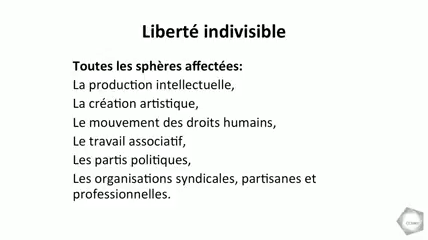 Liberté indivisible
Toutes les sphères affectées:
La production intellectuelle,
La création artistique,
Le mouvement des droits humains,
Le travail associatif,
Les partis politiques,
Les organisations syndicales, partisanes et
professionnelles.